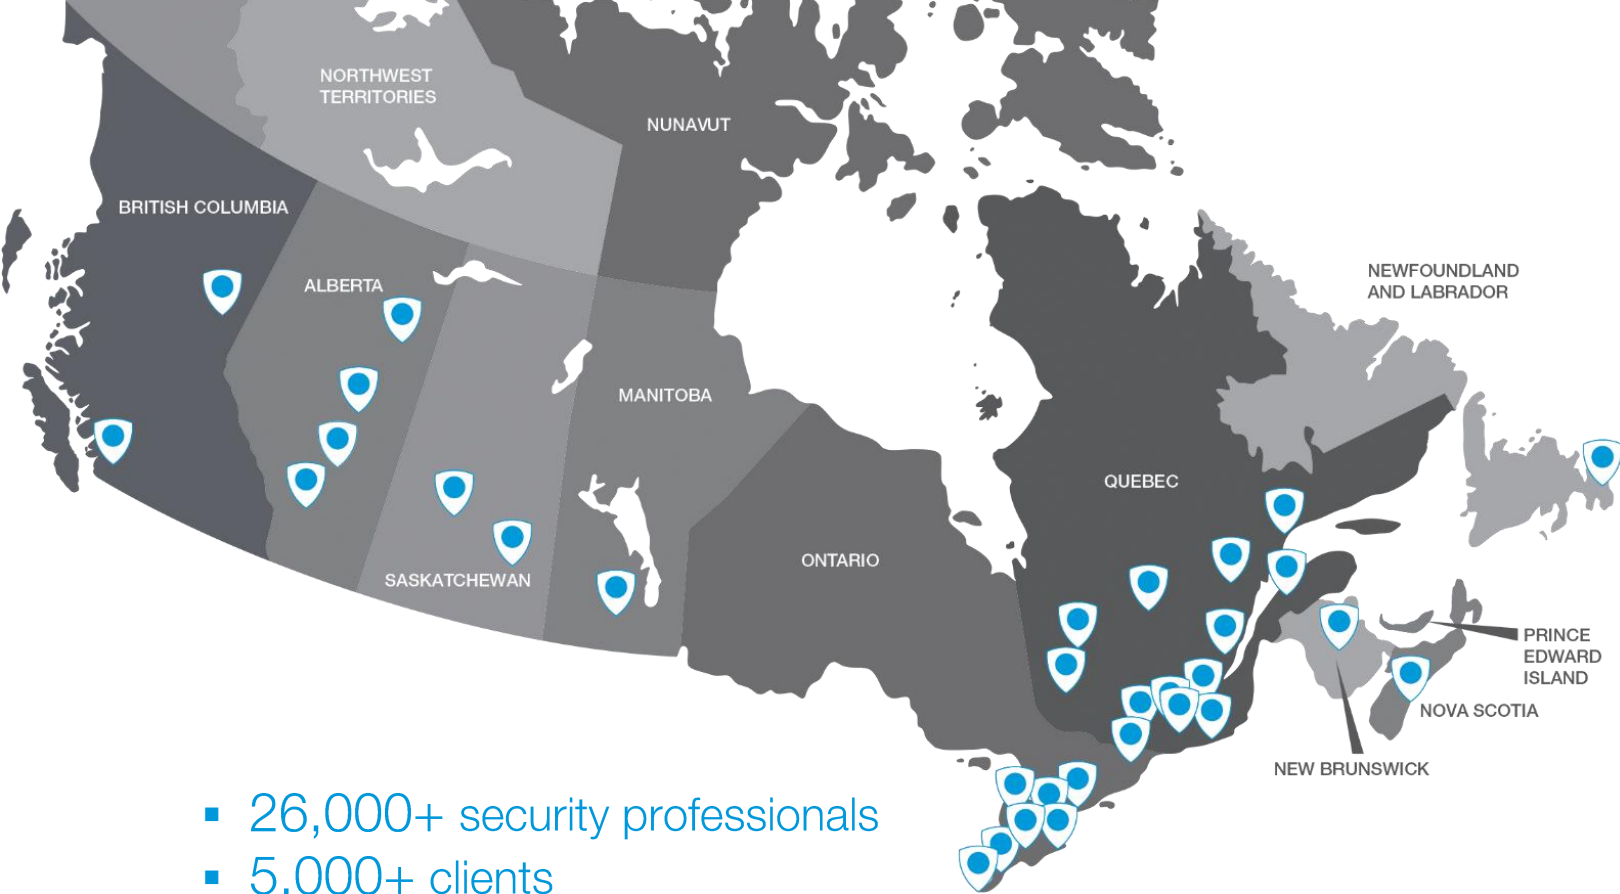 NORTHWEST
TERRITORIES
NUNAVUT
BRITISH COLUMBIA
ALBERTA
NEWFOUNDLAND
AND LABRADOR
MANITOBA
QUEBEC
ONTARIO
SASKATCHEWAN
PRINCE
EDWARD
ISLAND
NOVA SCOTIA
NEW BRUNSWICK
▪ 26,000+ security professionals
▪ 5,000+ clients